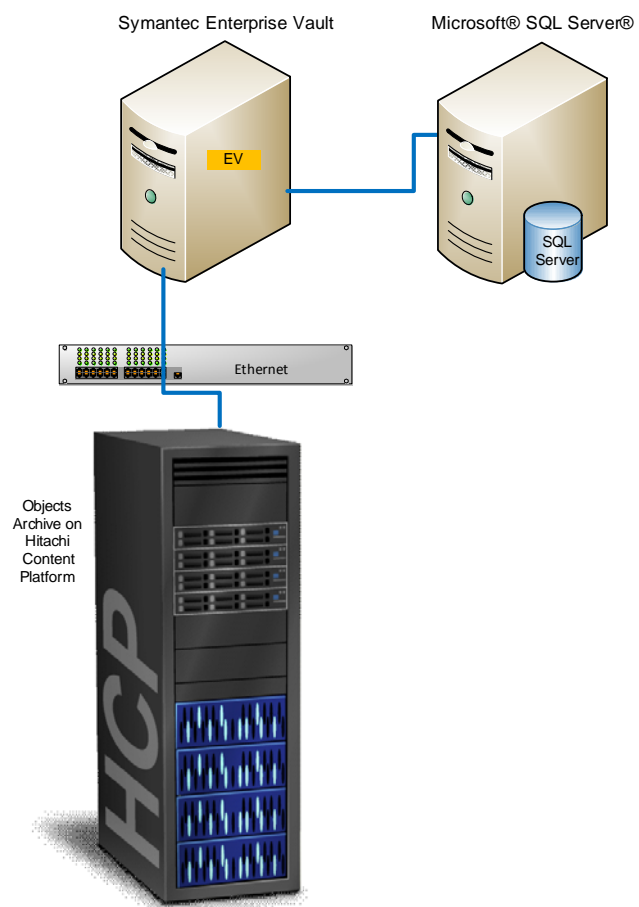 Symantec Enterprise Vault
Microsoft® SQL Server®
EV
SQL
Server
Ethernet
Objects
Archive on
Hitachi
Content
Platform
HCP